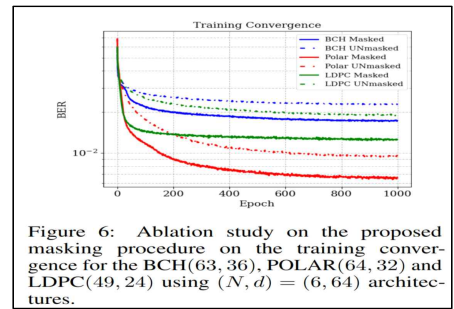 Training Convergence
BCH Masked
BCH UNmasked
Polar Masked
Polar UNmasked
LDPC Masked
LDPC UNmasked
BER
10⁻²
0 200 400 600 800 1000
Epoch
Figure 6: Ablation study on the proposed
masking procedure on the training conver-
gence for the BCH(63, 36), POLAR(64, 32) and
LDPC(49, 24) using (N, d) = (6, 64) architec-
tures.